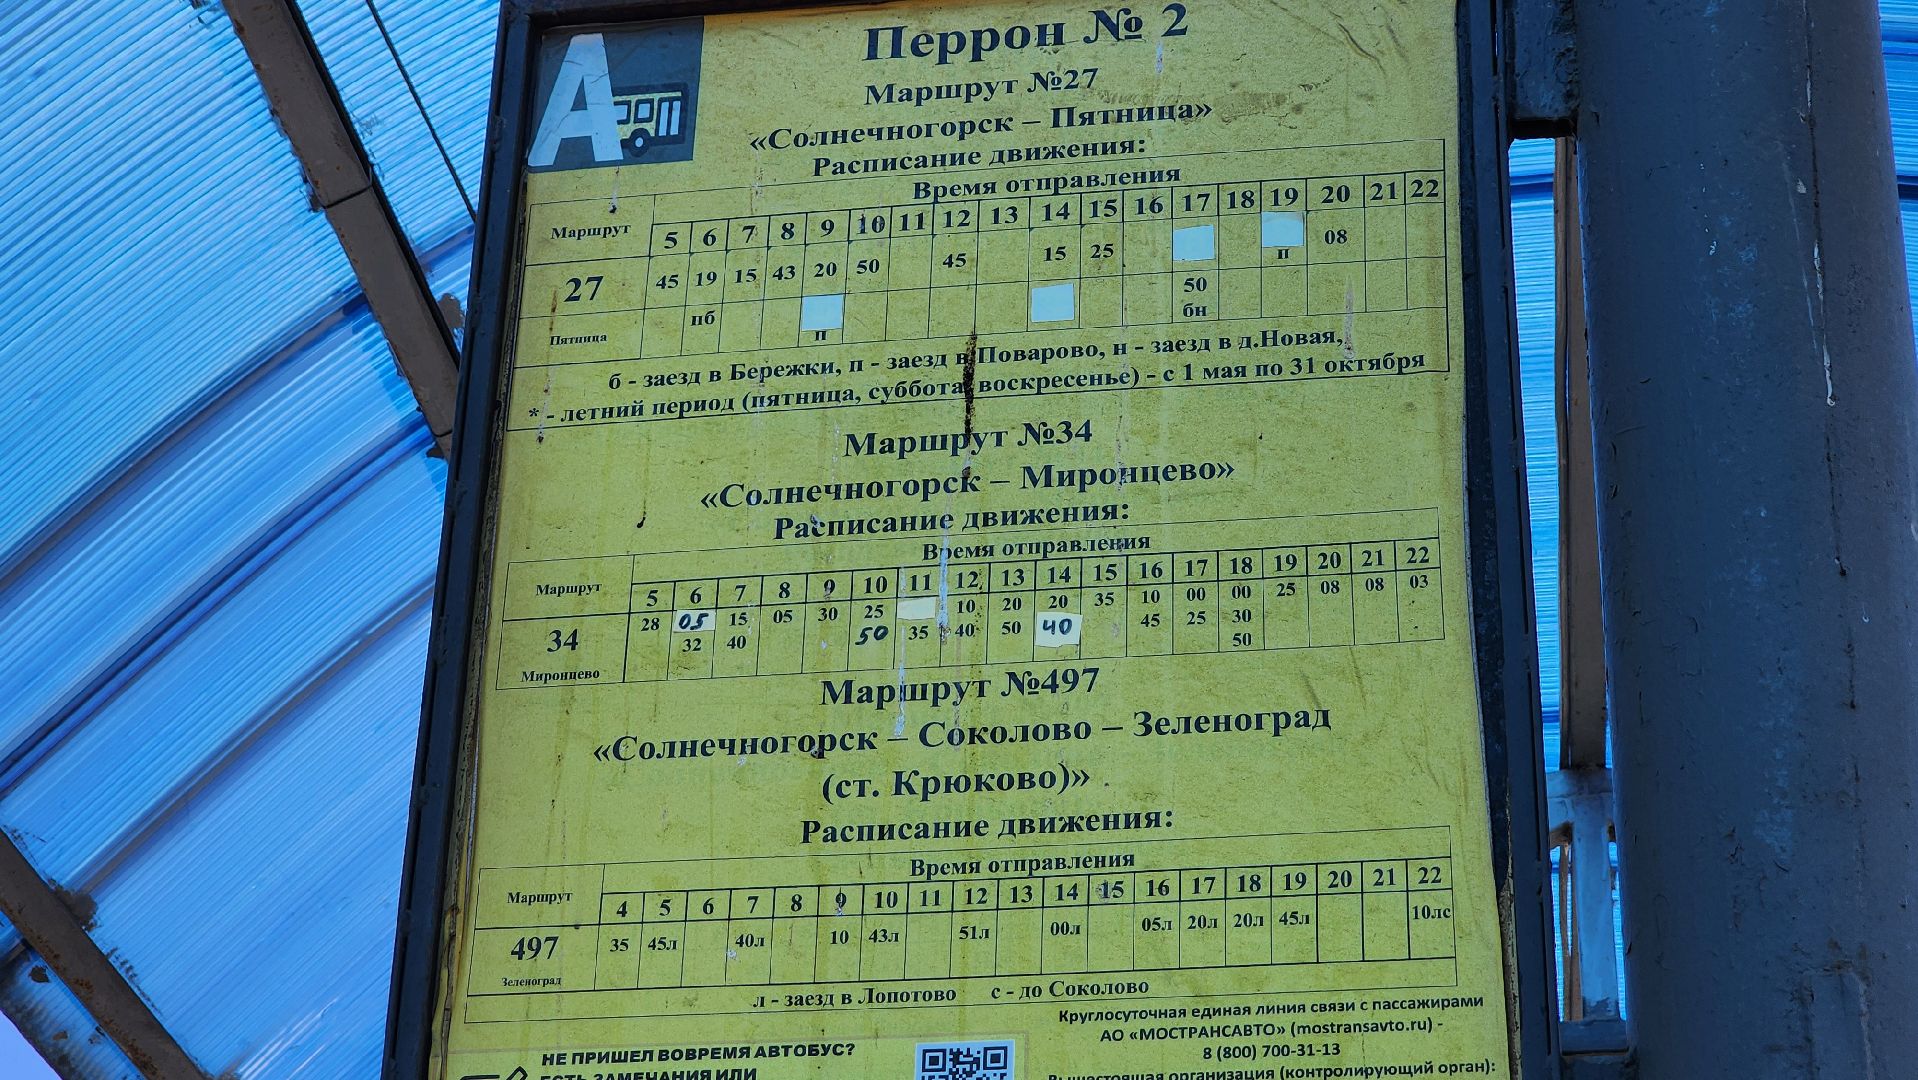 А
Перрон № 2
Маршрут №27
«Солнечногорск – Пятница»
Расписание движения:
Маршрут Время отправления
5 6 7 8 9 10 11 12 13 14 15 16 17 18 19 20 21 22
27 45 19 15 43 20 50 45 15 25 п 08
Пятница пб п 50 бн
б - заезд в Бережки, п - заезд в Поварово, н - заезд в д.Новая,
* - летний период (пятница, суббота, воскресенье) - с 1 мая по 31 октября
Маршрут №34
«Солнечногорск – Миронцево»
Расписание движения:
Маршрут Время отправления
5 6 7 8 9 10 11 12 13 14 15 16 17 18 19 20 21 22
34 28 05 15 05 30 25 10 20 20 35 10 00 00 25 08 08 03
32 40 50 35 40 50 40 45 25 30
50
Миронцево
Маршрут №497
«Солнечногорск – Соколово – Зеленоград
(ст. Крюково)»
Расписание движения:
Маршрут Время отправления
4 5 6 7 8 9 10 11 12 13 14 15 16 17 18 19 20 21 22
497 35 45л 40л 10 43л 51л 00л 05л 20л 20л 45л 10лс
Зеленоград
л - заезд в Лопотово с - до Соколово
Круглосуточная единая линия связи с пассажирами
АО «МОСТРАНСАВТО» (mostransavto.ru) -
8 (800) 700-31-13
Вышестоящая организация (контролирующий орган):
НЕ ПРИШЕЛ ВОВРЕМЯ АВТОБУС?
ЕСТЬ ЗАМЕЧАНИЯ ИЛИ